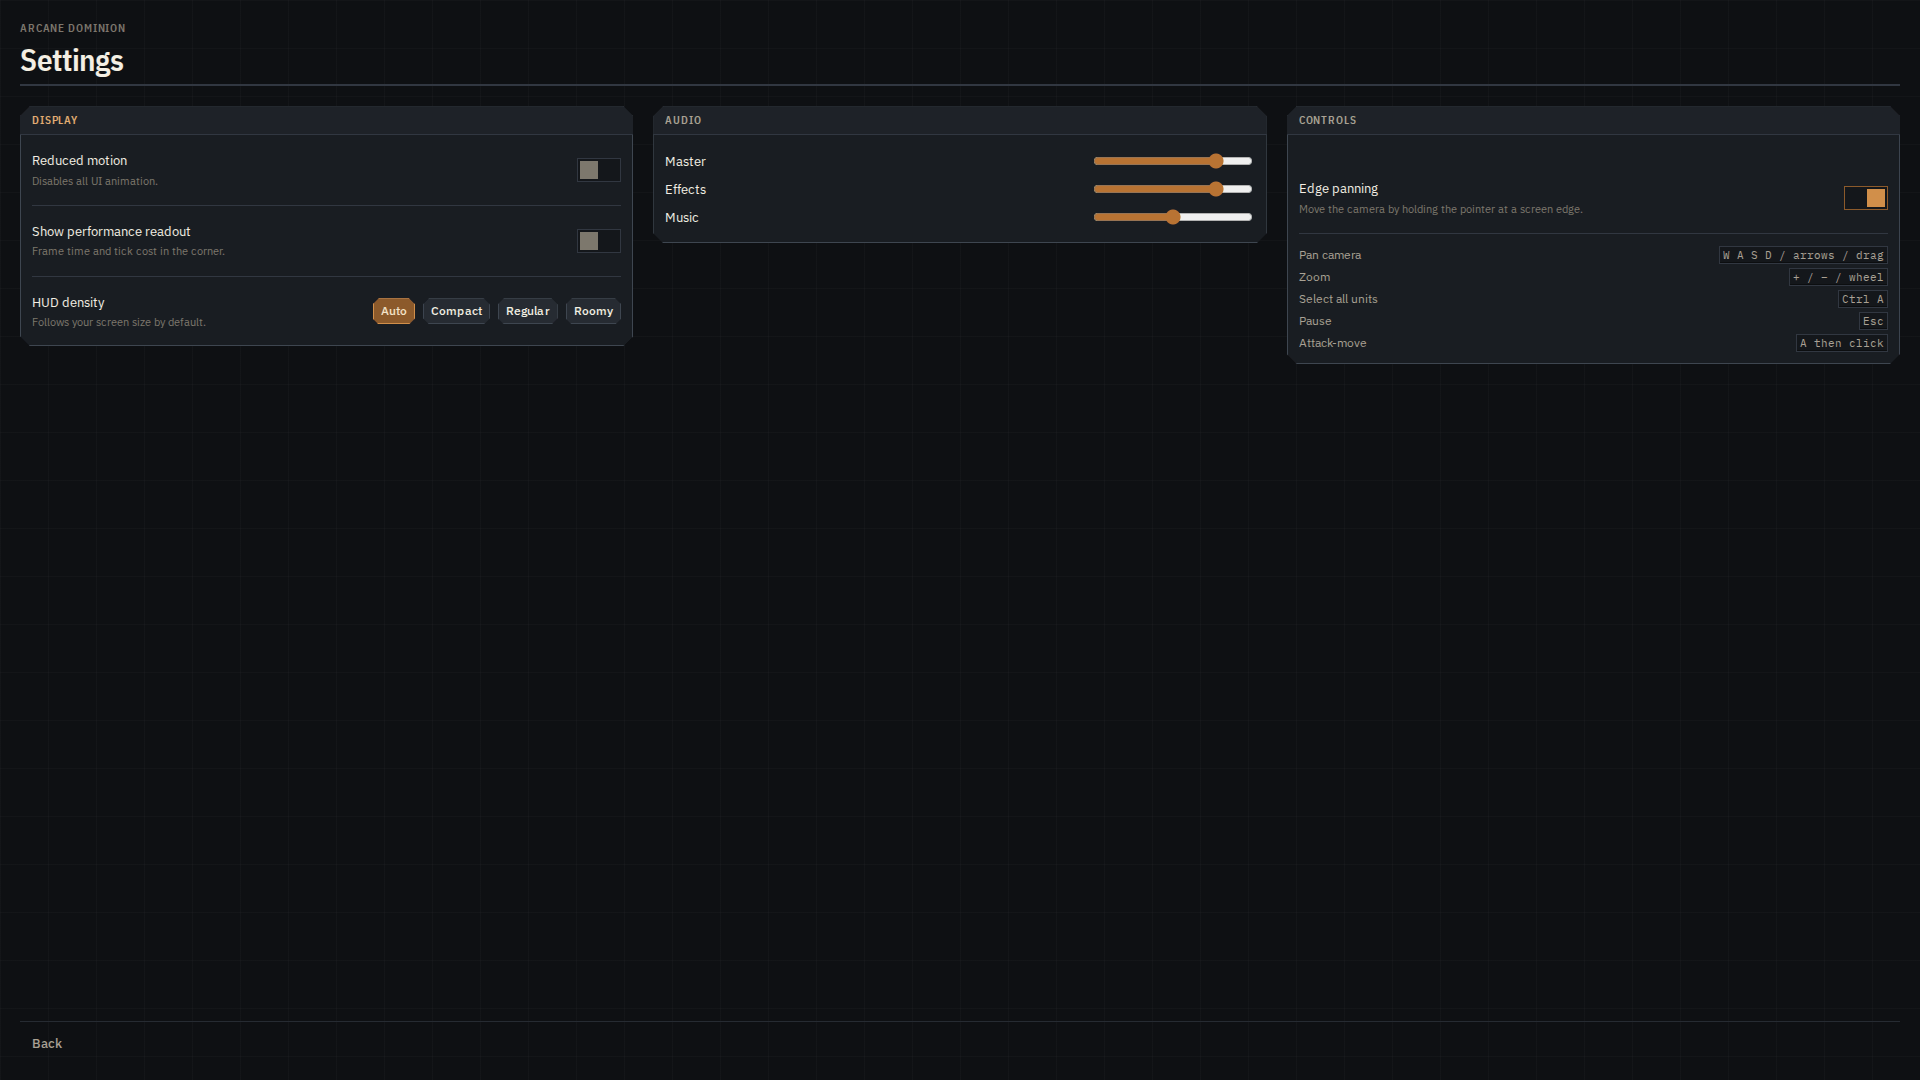 ARCANE DOMINION
Settings
DISPLAY
Reduced motion
Disables all UI animation.
Show performance readout
Frame time and tick cost in the corner.
HUD density
Follows your screen size by default.
Auto
Compact
Regular
Roomy
AUDIO
Master
Effects
Music
CONTROLS
Edge panning
Move the camera by holding the pointer at a screen edge.
Pan camera W A S D / arrows / drag
Zoom + / − / wheel
Select all units Ctrl A
Pause Esc
Attack-move A then click
Back